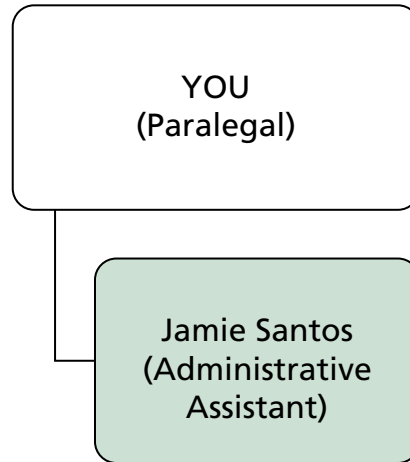 YOU
(Paralegal)
Jamie Santos
(Administrative
Assistant)